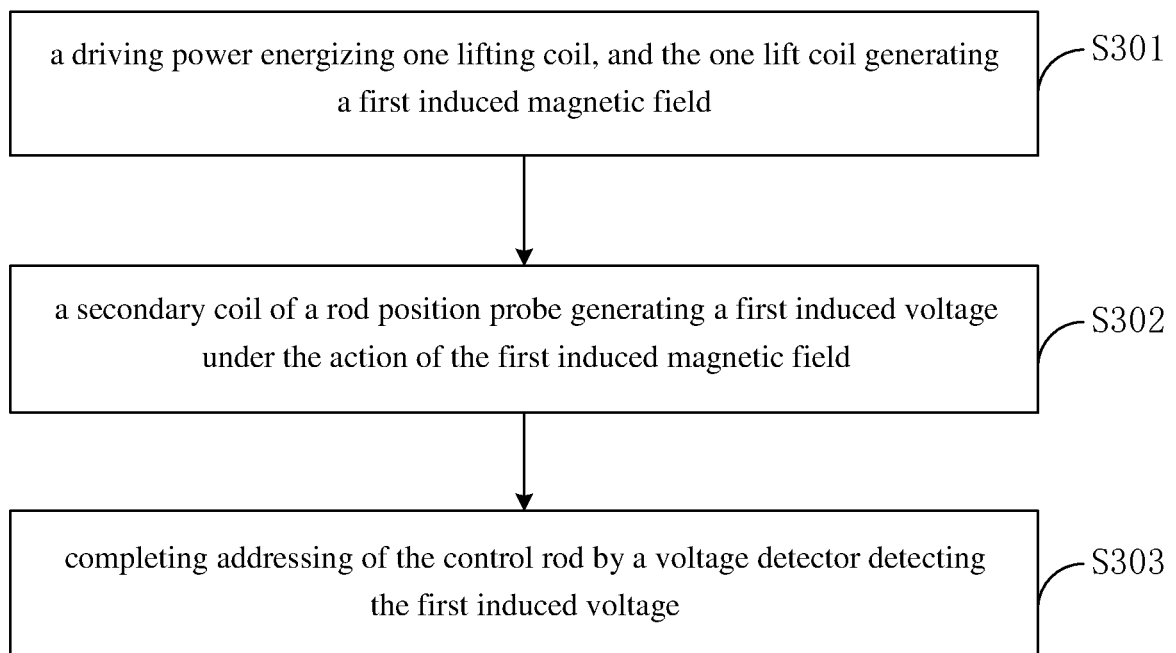 a driving power energizing one lifting coil, and the one lift coil generating
a first induced magnetic field
S301
a secondary coil of a rod position probe generating a first induced voltage
under the action of the first induced magnetic field
S302
completing addressing of the control rod by a voltage detector detecting
the first induced voltage
S303